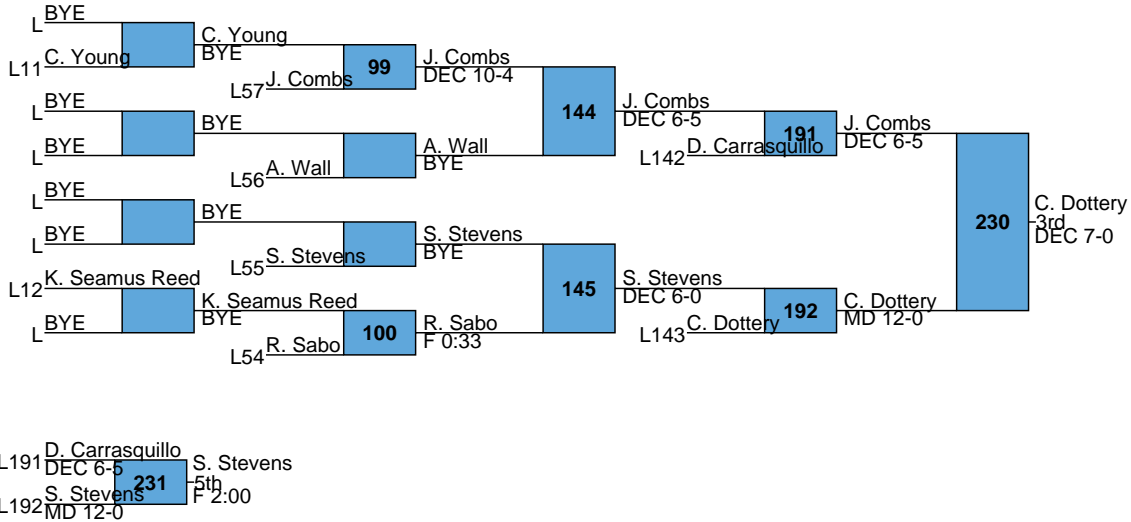 L BYE
L11 C. Young
C. Young
BYE
99
L57 J. Combs
J. Combs
DEC 10-4
L BYE
L BYE
BYE
L56 A. Wall
A. Wall
BYE
144
J. Combs
DEC 6-5
L142 D. Carrasquillo
191
J. Combs
DEC 6-5
L BYE
L BYE
BYE
L55 S. Stevens
S. Stevens
BYE
L12 K. Seamus Reed
L BYE
K. Seamus Reed
BYE
100
L54 R. Sabo
R. Sabo
F 0:33
145
S. Stevens
DEC 6-0
L143 C. Dottery
192
C. Dottery
MD 12-0
230
C. Dottery
3rd
DEC 7-0
L191 D. Carrasquillo
DEC 6-5
L192 S. Stevens
MD 12-0
231
S. Stevens
5th
F 2:00